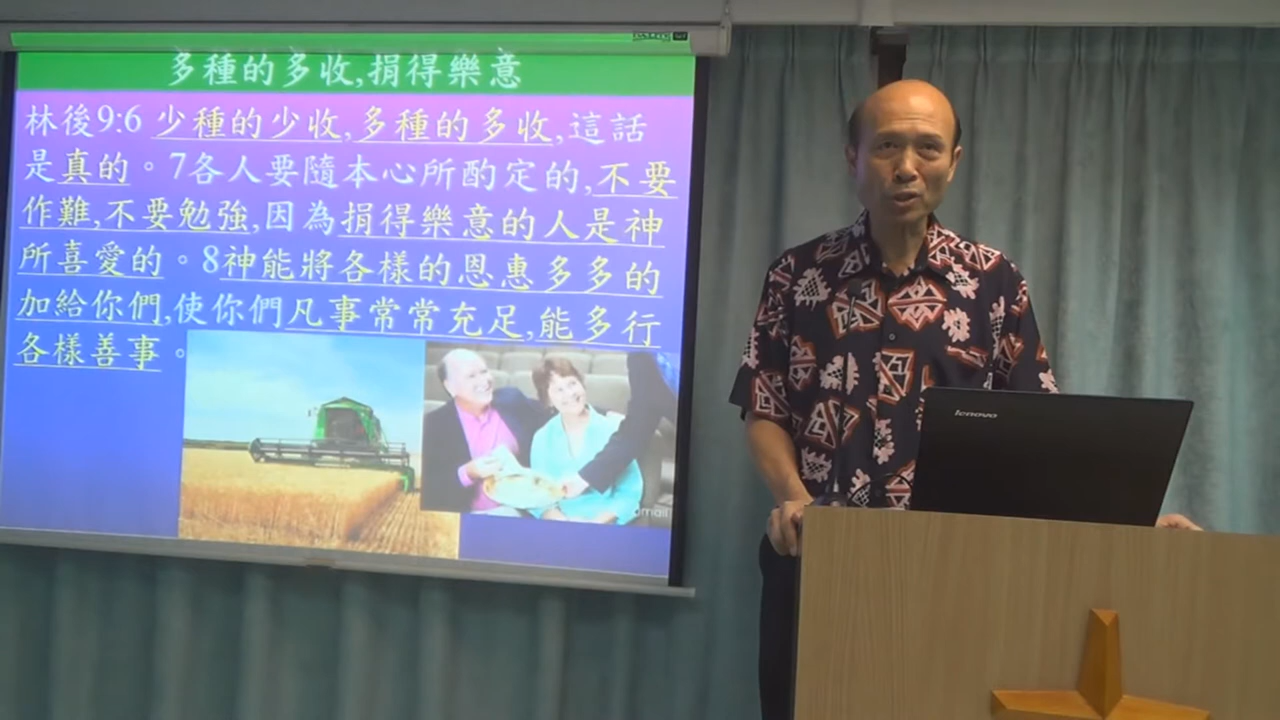 多種的多收,捐得樂意
林後9:6 少種的少收,多種的多收,這話
是真的。7各人要隨本心所酌定的,不要
作難,不要勉強,因為捐得樂意的人是神
所喜愛的。8神能將各樣的恩惠多多的
加給你們,使你們凡事常常充足,能多行
各樣善事。
lenovo